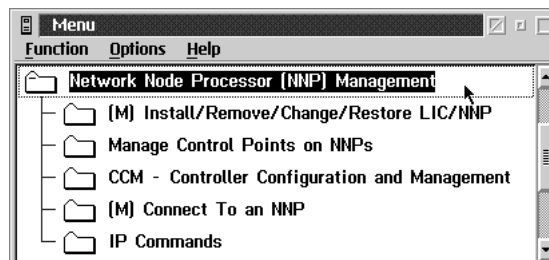 Menu
Function Options Help
Network Node Processor (NNP) Management
(M) Install/Remove/Change/Restore LIC/NNP
Manage Control Points on NNPs
CCM - Controller Configuration and Management
(M) Connect To an NNP
IP Commands